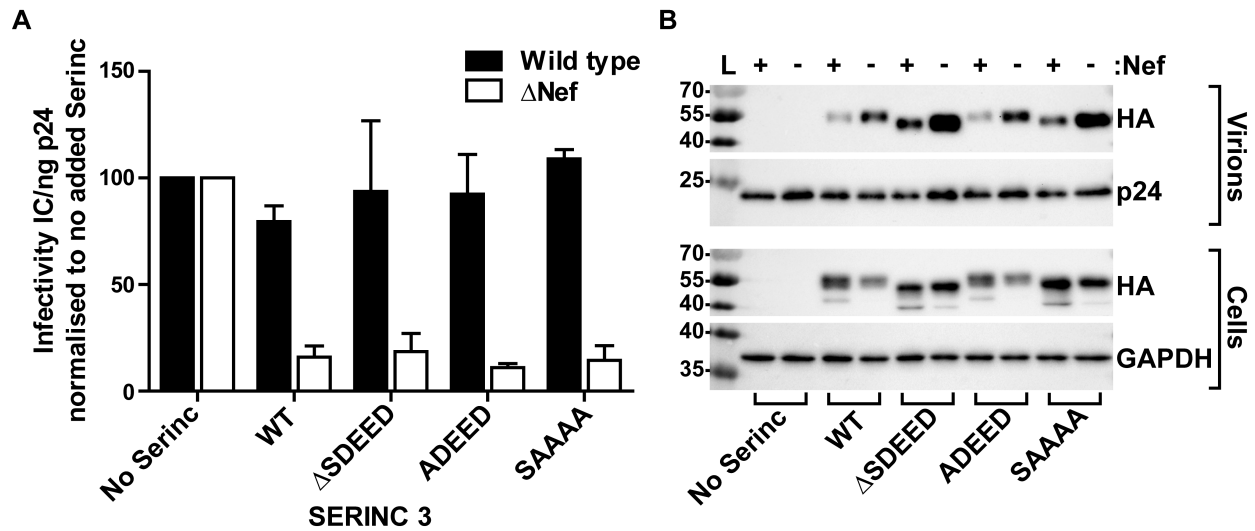 A
Infectivity IC/ng p24
normalised to no added Serinc
150
100
50
0
Wild type
ΔNef
No Serinc
WT
ΔSDEED
ADEED
SAAAA
SERINC 3
B
L + - + - + - + - + - :Nef
70
55
40
HA
25
p24
Virions
70
55
40
HA
40
35
GAPDH
Cells
No Serinc
WT
ΔSDEED
ADEED
SAAAA